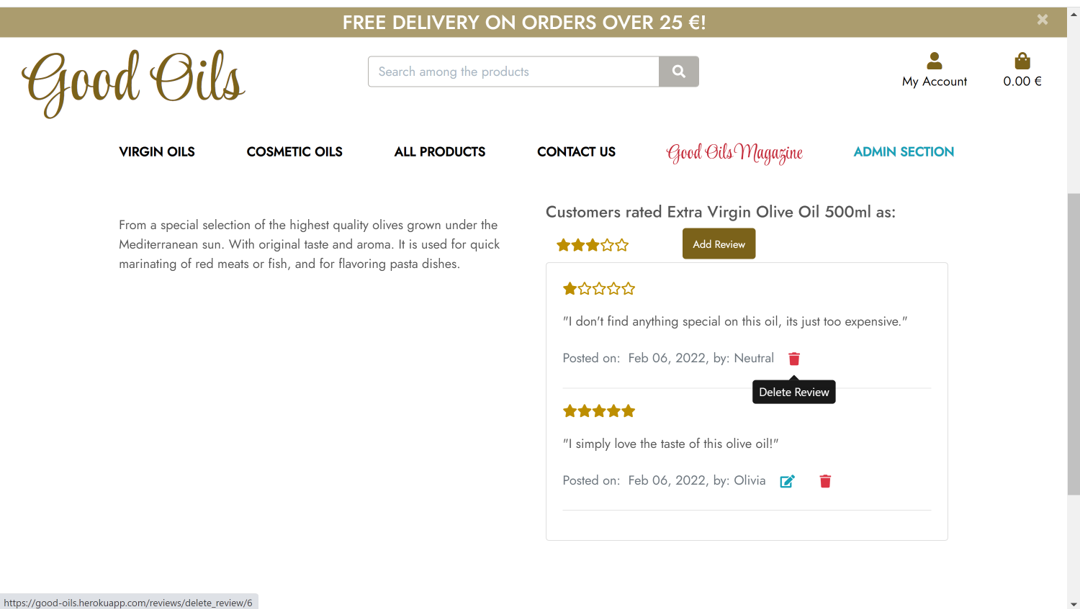 FREE DELIVERY ON ORDERS OVER 25 €!
×
Good Oils
Search among the products
My Account
0.00 €
VIRGIN OILS
COSMETIC OILS
ALL PRODUCTS
CONTACT US
Good Oils Magazine
ADMIN SECTION
From a special selection of the highest quality olives grown under the
Mediterranean sun. With original taste and aroma. It is used for quick
marinating of red meats or fish, and for flavoring pasta dishes.
Customers rated Extra Virgin Olive Oil 500ml as:
Add Review
"I don't find anything special on this oil, its just too expensive."
Posted on: Feb 06, 2022, by: Neutral
Delete Review
"I simply love the taste of this olive oil!"
Posted on: Feb 06, 2022, by: Olivia
https://good-oils.herokuapp.com/reviews/delete_review/6